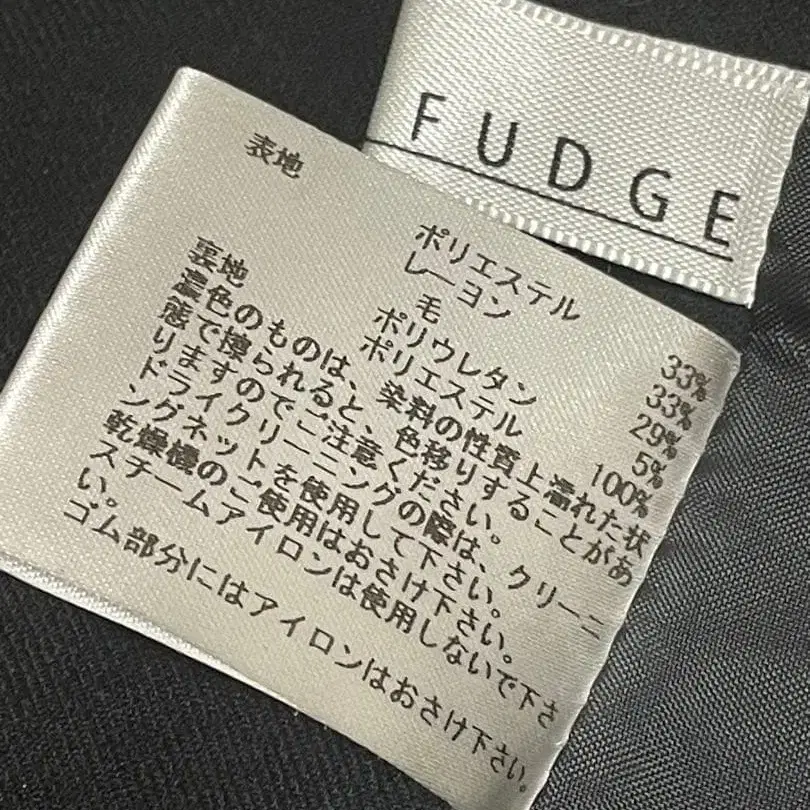 FUDGE
表地 ポリエステル 33%
レーヨン 33%
毛 29%
ポリウレタン 5%
裏地 ポリエステル 100%
濃色のものは、染料の性質上濡れた状
態で擦られると、色移りすることがあ
りますのでご注意ください。
ドライクリーニングの際は、クリーニ
ングネットを使用して下さい。
乾燥機のご使用はおさけ下さい。
スチームアイロンは使用しないで下さ
い。
ゴム部分にはアイロンはおさけ下さい。